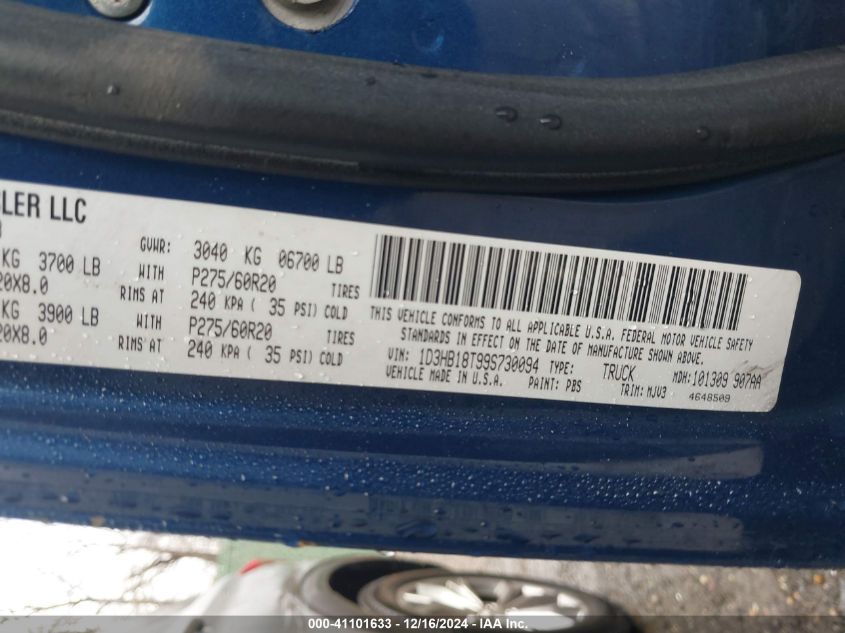 LER LLC
KG 3700 LB
20X8.0
KG 3900 LB
20X8.0
GVWR: 3040 KG 06700 LB
WITH P275/60R20 TIRES
RIMS AT 240 KPA ( 35 PSI) COLD
WITH P275/60R20 TIRES
RIMS AT 240 KPA ( 35 PSI) COLD
THIS VEHICLE CONFORMS TO ALL APPLICABLE U.S.A. FEDERAL MOTOR VEHICLE SAFETY
STANDARDS IN EFFECT ON THE DATE OF MANUFACTURE SHOWN ABOVE.
VIN: 1D3HB18T99S730094 TYPE: TRUCK MDH: 101309 907AA
VEHICLE MADE IN U.S.A. PAINT: PBS TRIM: MJV3 4648509
000-41101633 – 12/16/2024 – IAA Inc.